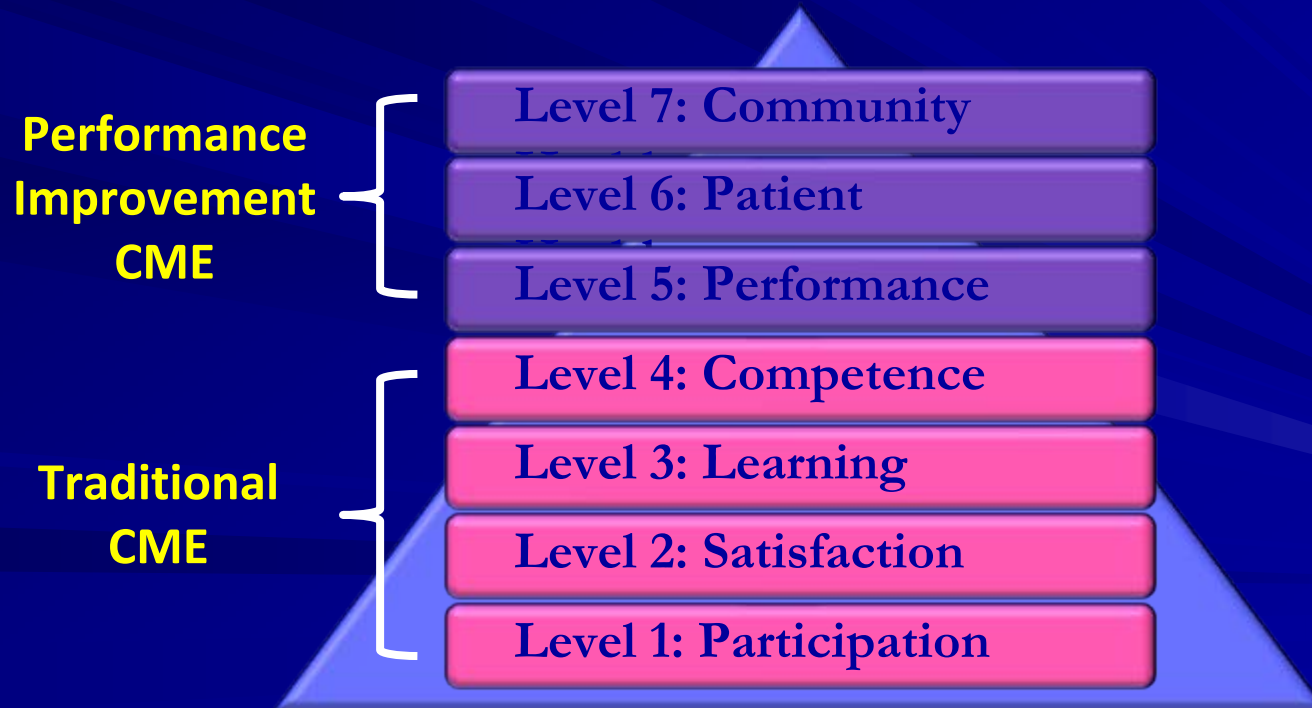 Performance
Improvement
CME
Level 7: Community
Level 6: Patient
Level 5: Performance
Traditional
CME
Level 4: Competence
Level 3: Learning
Level 2: Satisfaction
Level 1: Participation